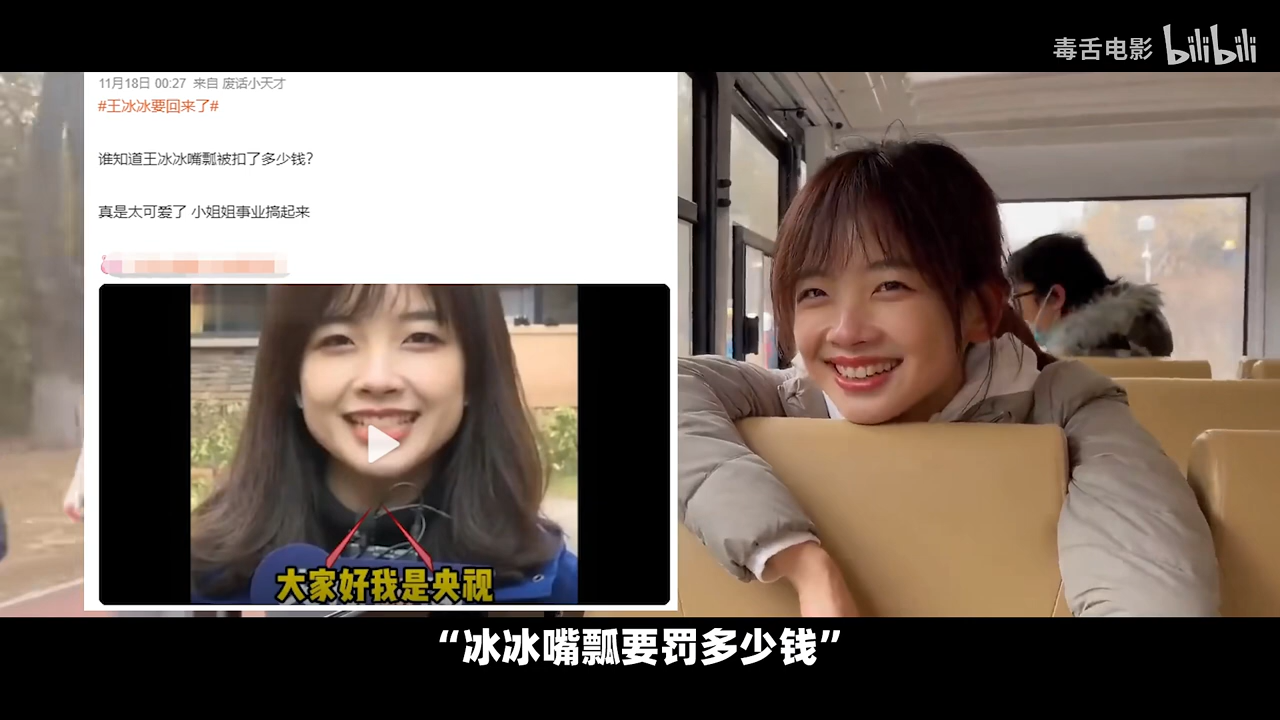 毒舌电影 bilibili
11月18日 00:27 来自 废话小天才
#王冰冰要回来了#
谁知道王冰冰嘴瓢被扣了多少钱?
真是太可爱了 小姐姐事业搞起来
大家好我是央视
“冰冰嘴瓢要罚多少钱”